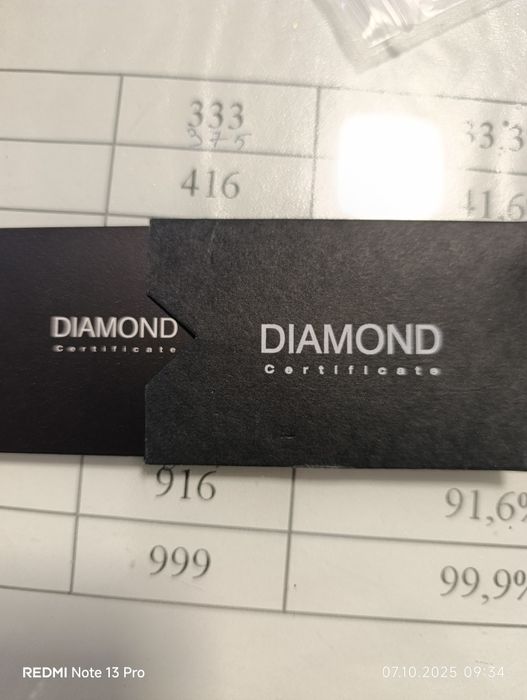 333
375
416
41,6
DIAMOND
Certificate
DIAMOND
Certificate
916
91,6%
999
99,9%
REDMI Note 13 Pro
07.10.2025 09:34